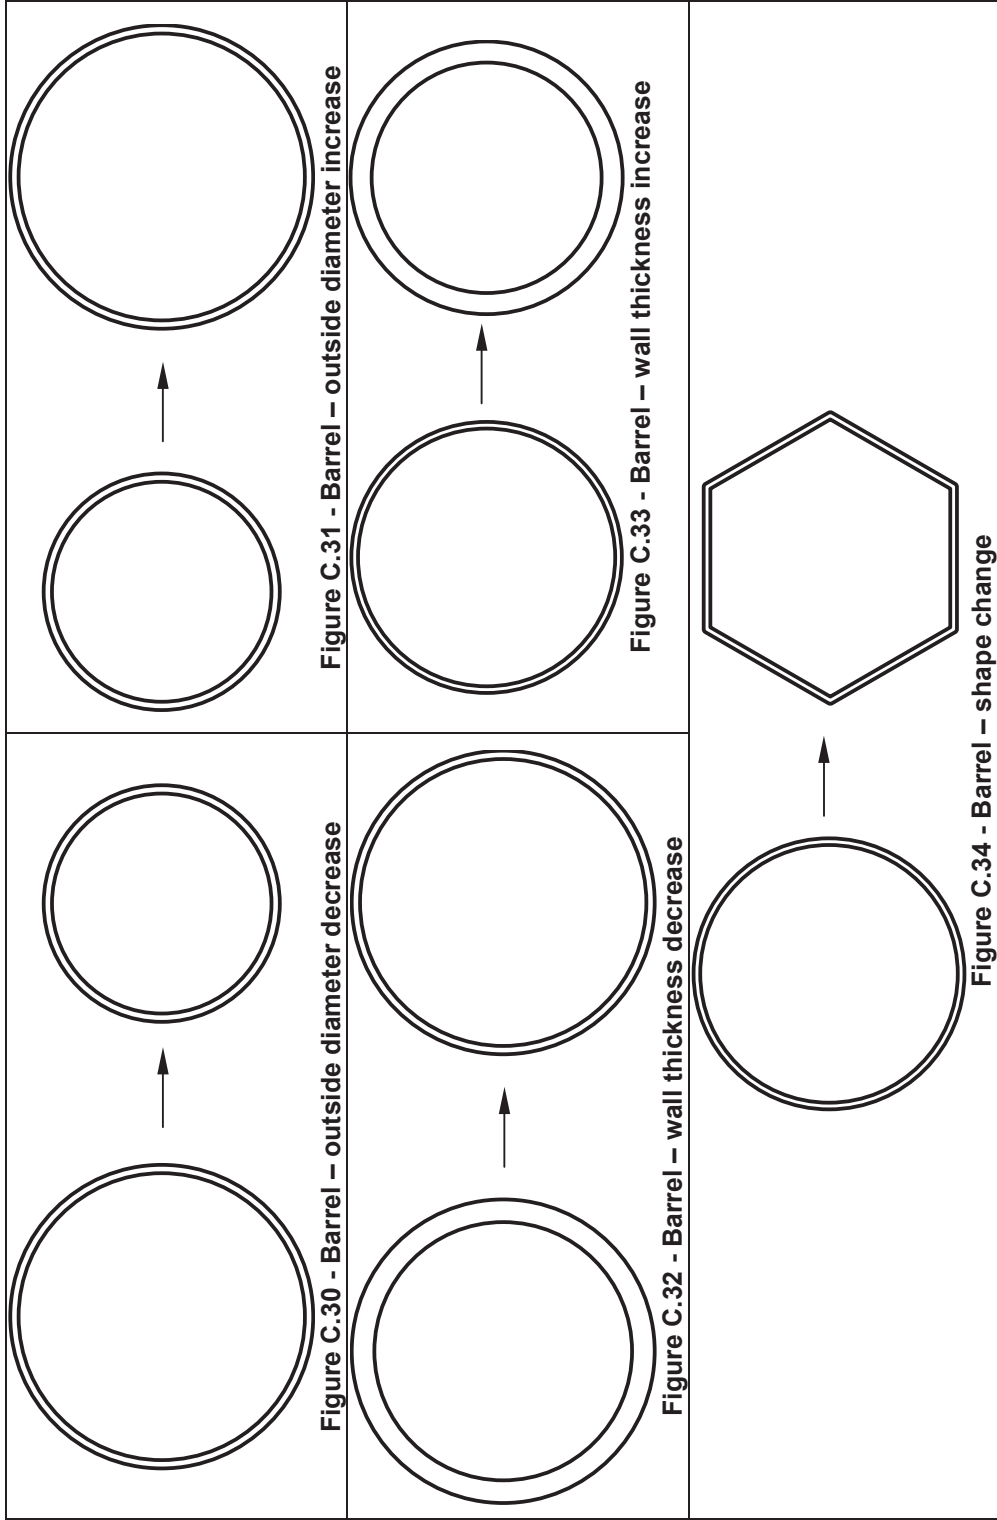 Figure C.30 - Barrel – outside diameter decrease
Figure C.31 - Barrel – outside diameter increase
Figure C.32 - Barrel – wall thickness decrease
Figure C.33 - Barrel – wall thickness increase
Figure C.34 - Barrel – shape change